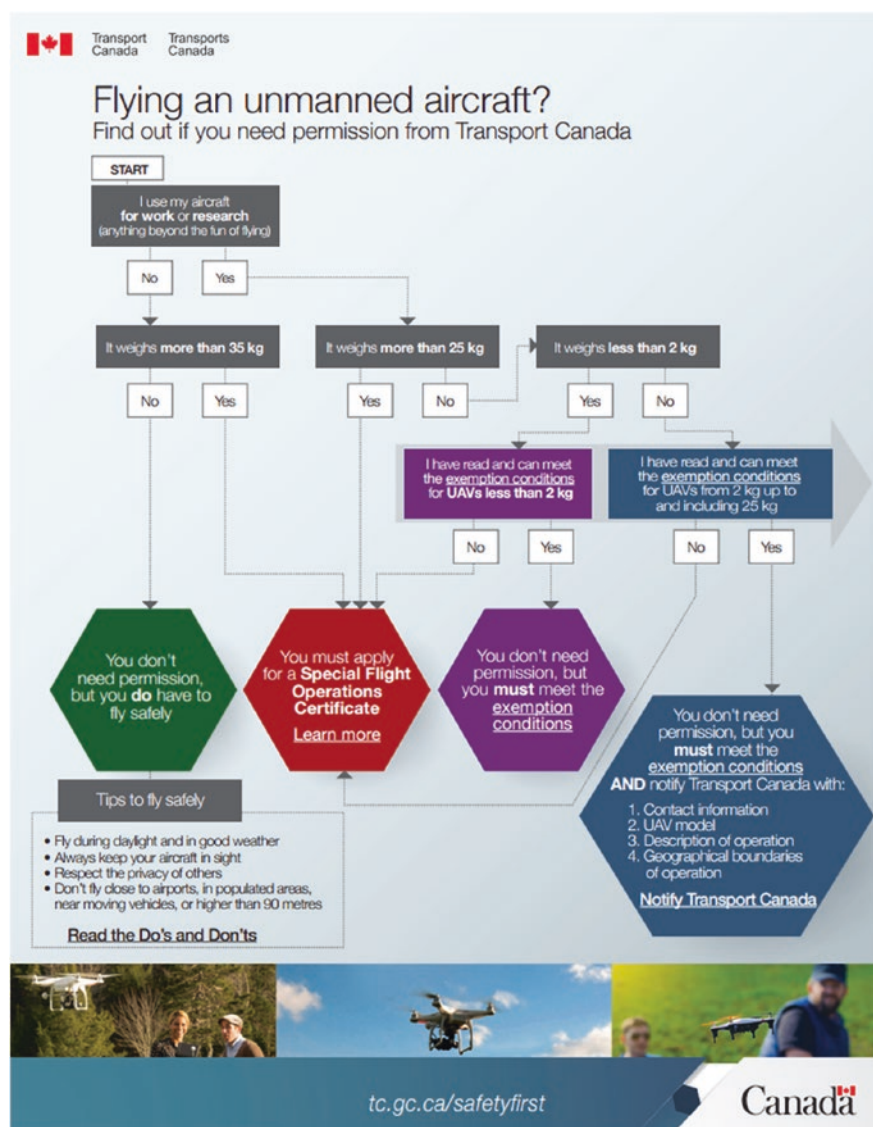 Transport
Canada
Transports
Canada
Flying an unmanned aircraft?
Find out if you need permission from Transport Canada
START
I use my aircraft
for work or research
(anything beyond the fun of flying)
No
Yes
It weighs more than 35 kg
It weighs more than 25 kg
It weighs less than 2 kg
No
Yes
Yes
No
Yes
No
I have read and can meet
the exemption conditions
for UAVs less than 2 kg
I have read and can meet
the exemption conditions
for UAVs from 2 kg up to
and including 25 kg
No
Yes
No
Yes
You don't
need permission,
but you do have to
fly safely
You must apply
for a Special Flight
Operations
Certificate
Learn more
You don't need
permission, but
you must meet the
exemption
conditions
You don't need
permission, but you
must meet the
exemption conditions
AND notify Transport Canada with:
1. Contact information
2. UAV model
3. Description of operation
4. Geographical boundaries
of operation
Notify Transport Canada
Tips to fly safely
• Fly during daylight and in good weather
• Always keep your aircraft in sight
• Respect the privacy of others
• Don't fly close to airports, in populated areas,
near moving vehicles, or higher than 90 metres
Read the Do's and Don'ts
tc.gc.ca/safetyfirst
Canada